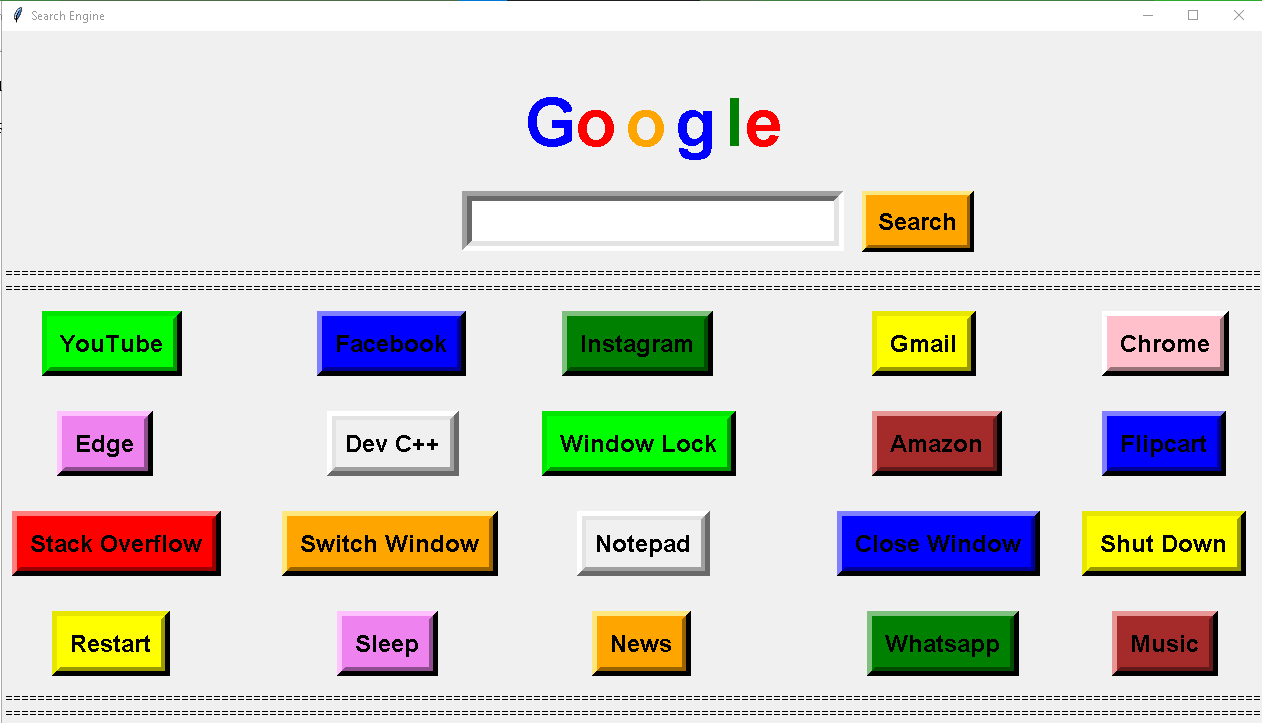 Search Engine
Google
Search
================================================================================
================================================================================
YouTube Facebook Instagram Gmail Chrome
Edge Dev C++ Window Lock Amazon Flipcart
Stack Overflow Switch Window Notepad Close Window Shut Down
Restart Sleep News Whatsapp Music
================================================================================
================================================================================